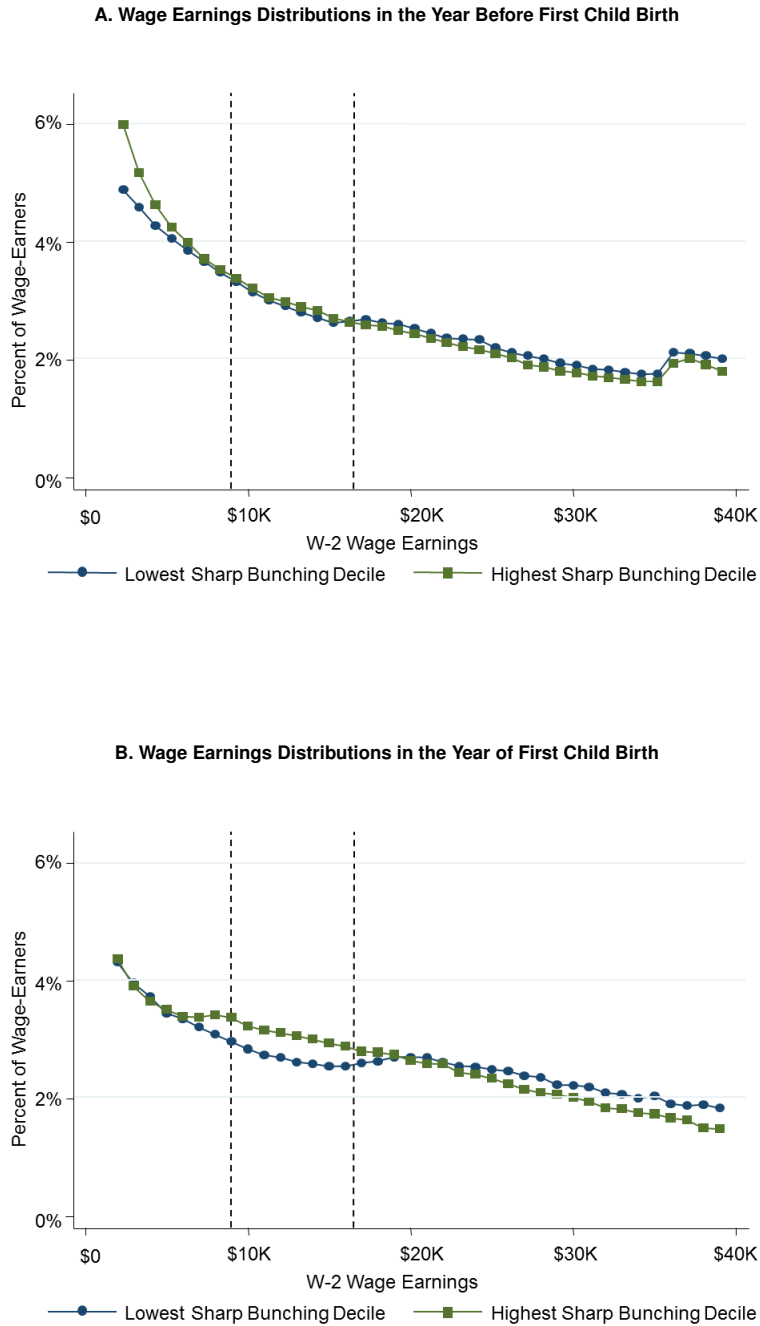 A. Wage Earnings Distributions in the Year Before First Child Birth
Percent of Wage-Earners
6%
4%
2%
0%
$0
$10K
$20K
$30K
$40K
W-2 Wage Earnings
Lowest Sharp Bunching Decile
Highest Sharp Bunching Decile
B. Wage Earnings Distributions in the Year of First Child Birth
Percent of Wage-Earners
6%
4%
2%
0%
$0
$10K
$20K
$30K
$40K
W-2 Wage Earnings
Lowest Sharp Bunching Decile
Highest Sharp Bunching Decile